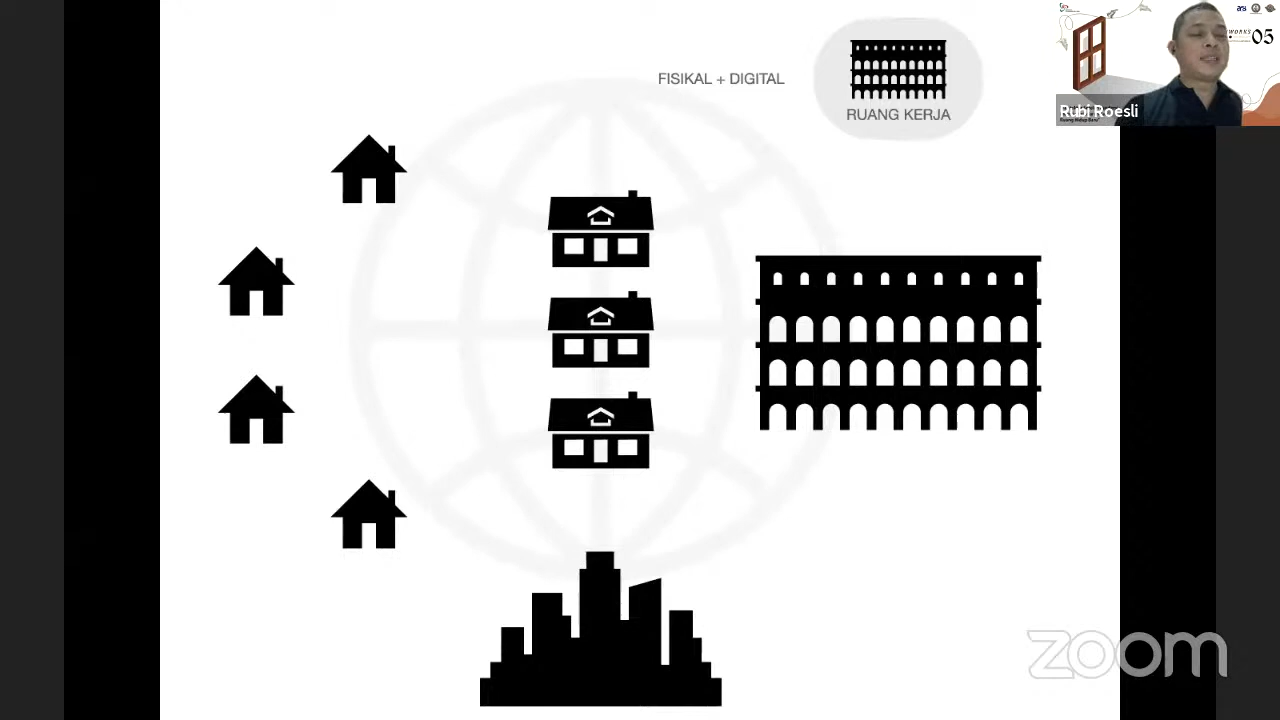 FISIKAL + DIGITAL
RUANG KERJA
Rubi Roesli
05
zoom